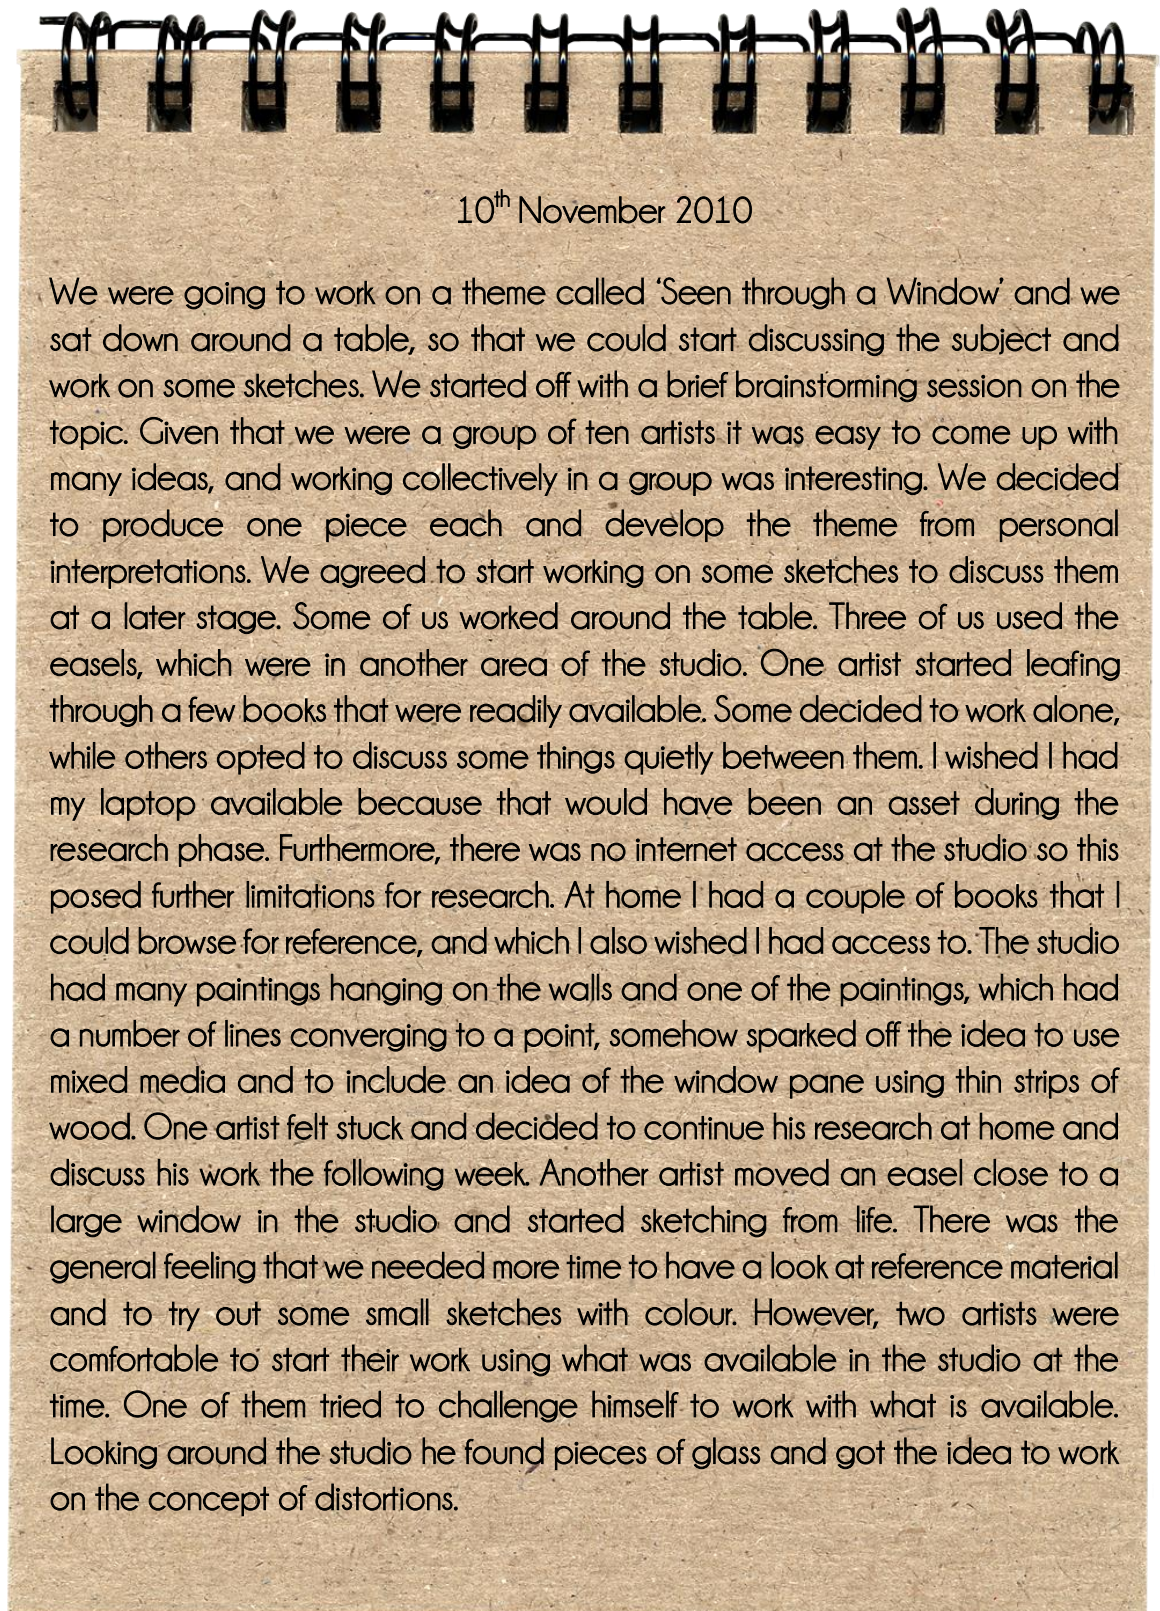 10th November 2010
We were going to work on a theme called ‘Seen through a Window’ and we
sat down around a table, so that we could start discussing the subject and
work on some sketches. We started off with a brief brainstorming session on the
topic. Given that we were a group of ten artists it was easy to come up with
many ideas, and working collectively in a group was interesting. We decided
to produce one piece each and develop the theme from personal
interpretations. We agreed to start working on some sketches to discuss them
at a later stage. Some of us worked around the table. Three of us used the
easels, which were in another area of the studio. One artist started leafing
through a few books that were readily available. Some decided to work alone,
while others opted to discuss some things quietly between them. I wished I had
my laptop available because that would have been an asset during the
research phase. Furthermore, there was no internet access at the studio so this
posed further limitations for research. At home I had a couple of books that I
could browse for reference, and which I also wished I had access to. The studio
had many paintings hanging on the walls and one of the paintings, which had
a number of lines converging to a point, somehow sparked off the idea to use
mixed media and to include an idea of the window pane using thin strips of
wood. One artist felt stuck and decided to continue his research at home and
discuss his work the following week. Another artist moved an easel close to a
large window in the studio and started sketching from life. There was the
general feeling that we needed more time to have a look at reference material
and to try out some small sketches with colour. However, two artists were
comfortable to start their work using what was available in the studio at the
time. One of them tried to challenge himself to work with what is available.
Looking around the studio he found pieces of glass and got the idea to work
on the concept of distortions.